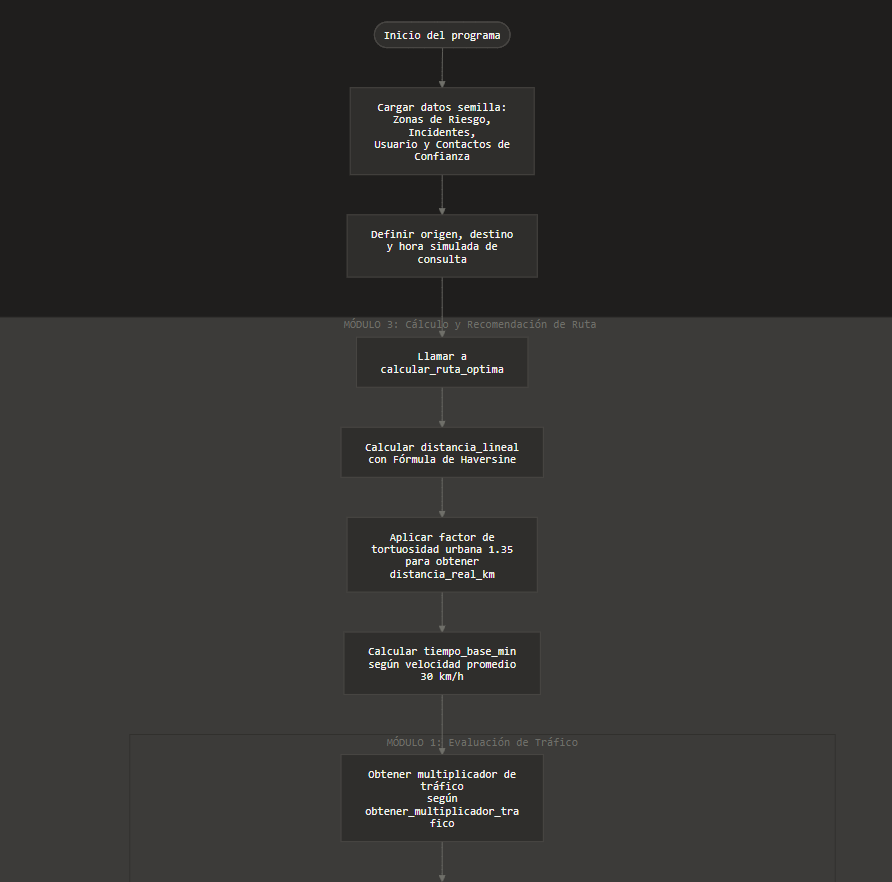 Inicio del programa
Cargar datos semilla:
Zonas de Riesgo,
Incidentes,
Usuario y Contactos de
Confianza
Definir origen, destino
y hora simulada de
consulta
MÓDULO 3: Cálculo y Recomendación de Ruta
Llamar a
calcular_ruta_optima
Calcular distancia_lineal
con Fórmula de Haversine
Aplicar factor de
tortuosidad urbana 1.35
para obtener
distancia_real_km
Calcular tiempo_base_min
según velocidad promedio
30 km/h
MÓDULO 1: Evaluación de Tráfico
Obtener multiplicador de
tráfico
según
obtener_multiplicador_tra
fico